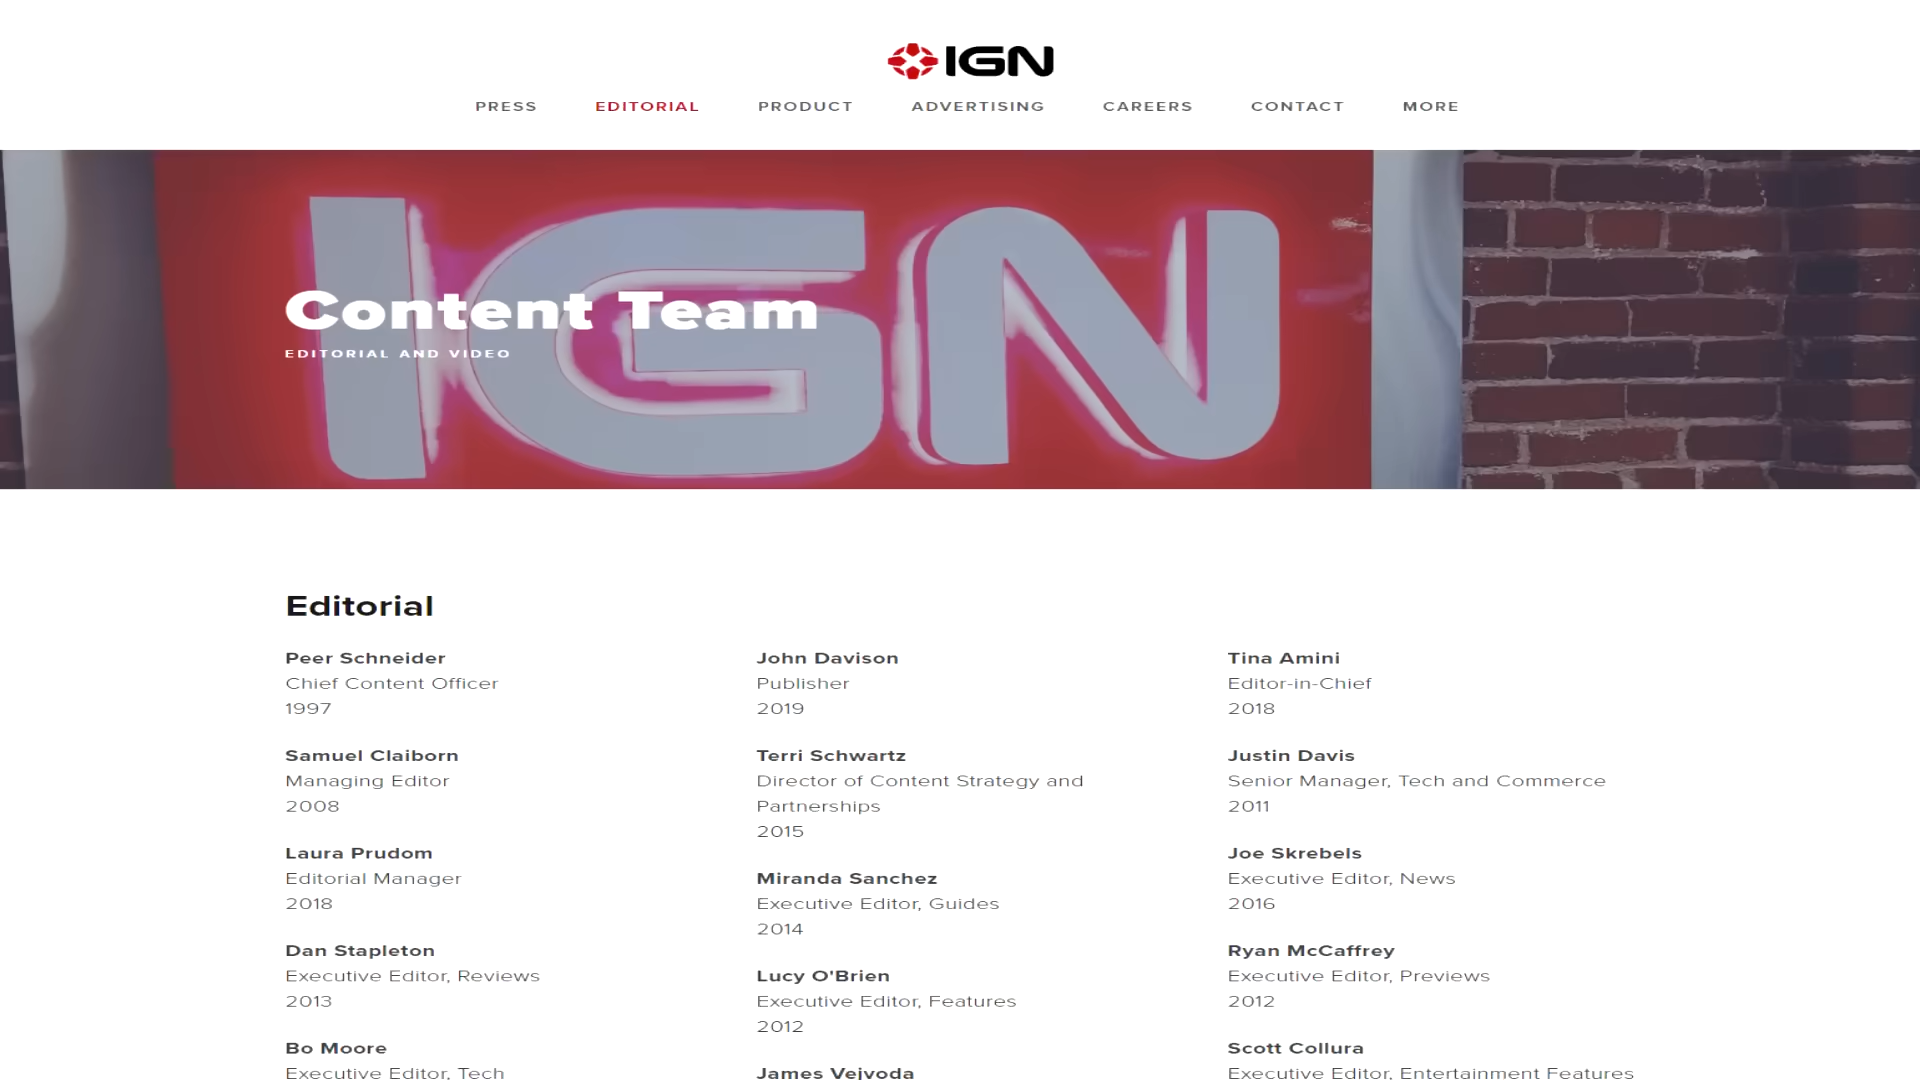 IGN
PRESS EDITORIAL PRODUCT ADVERTISING CAREERS CONTACT MORE
IGN
Content Team
EDITORIAL AND VIDEO
Editorial
Peer Schneider
Chief Content Officer
1997
Samuel Claiborn
Managing Editor
2008
Laura Prudom
Editorial Manager
2018
Dan Stapleton
Executive Editor, Reviews
2013
Bo Moore
Executive Editor, Tech
John Davison
Publisher
2019
Terri Schwartz
Director of Content Strategy and
Partnerships
2015
Miranda Sanchez
Executive Editor, Guides
2014
Lucy O'Brien
Executive Editor, Features
2012
James Vejvoda
Tina Amini
Editor-in-Chief
2018
Justin Davis
Senior Manager, Tech and Commerce
2011
Joe Skrebels
Executive Editor, News
2016
Ryan McCaffrey
Executive Editor, Previews
2012
Scott Collura
Executive Editor, Entertainment Features